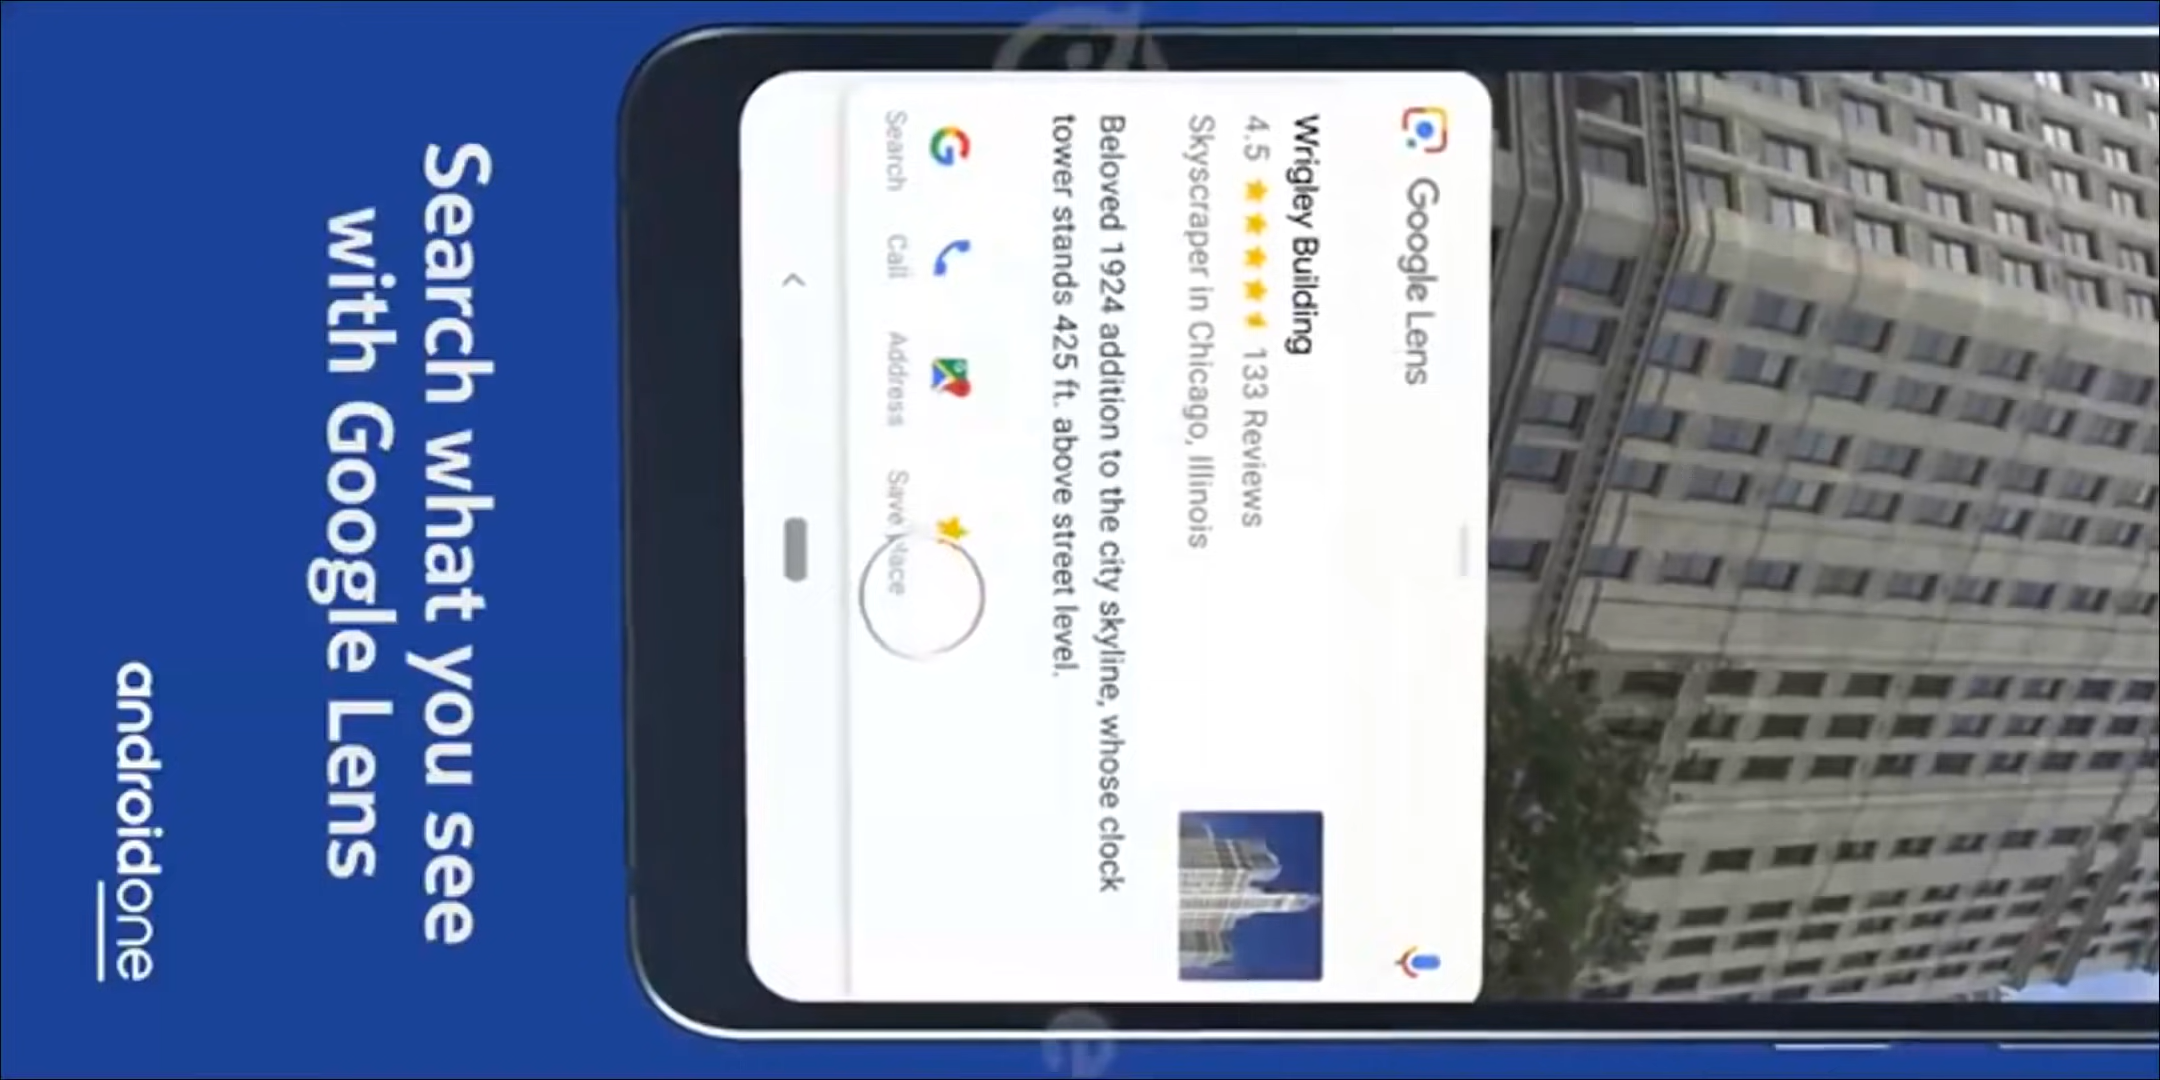 Google Lens
Wrigley Building
4.5 133 Reviews
Skyscraper in Chicago, Illinois
Beloved 1924 addition to the city skyline, whose clock
tower stands 425 ft. above street level.
Search Call Address Save Place
Search what you see
with Google Lens
androidone